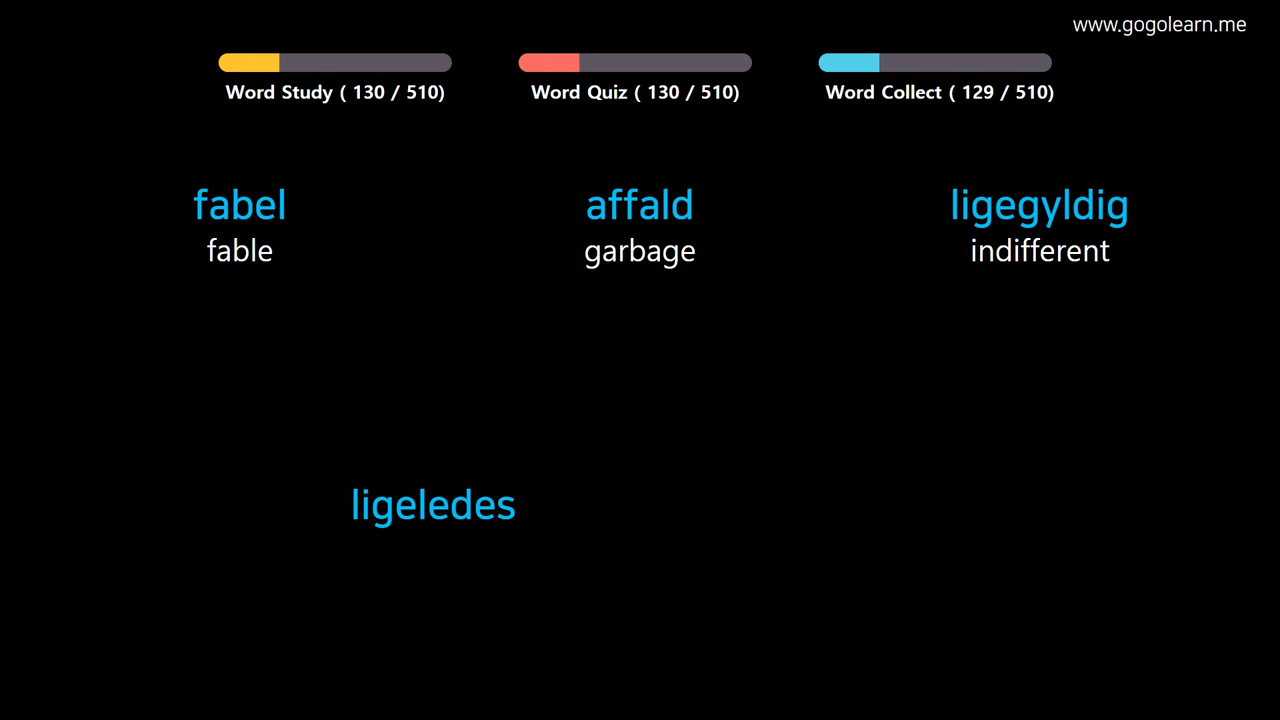 www.gogolearn.me
Word Study ( 130 / 510)
Word Quiz ( 130 / 510)
Word Collect ( 129 / 510)
fabel
fable
affald
garbage
ligegyldig
indifferent
ligeledes